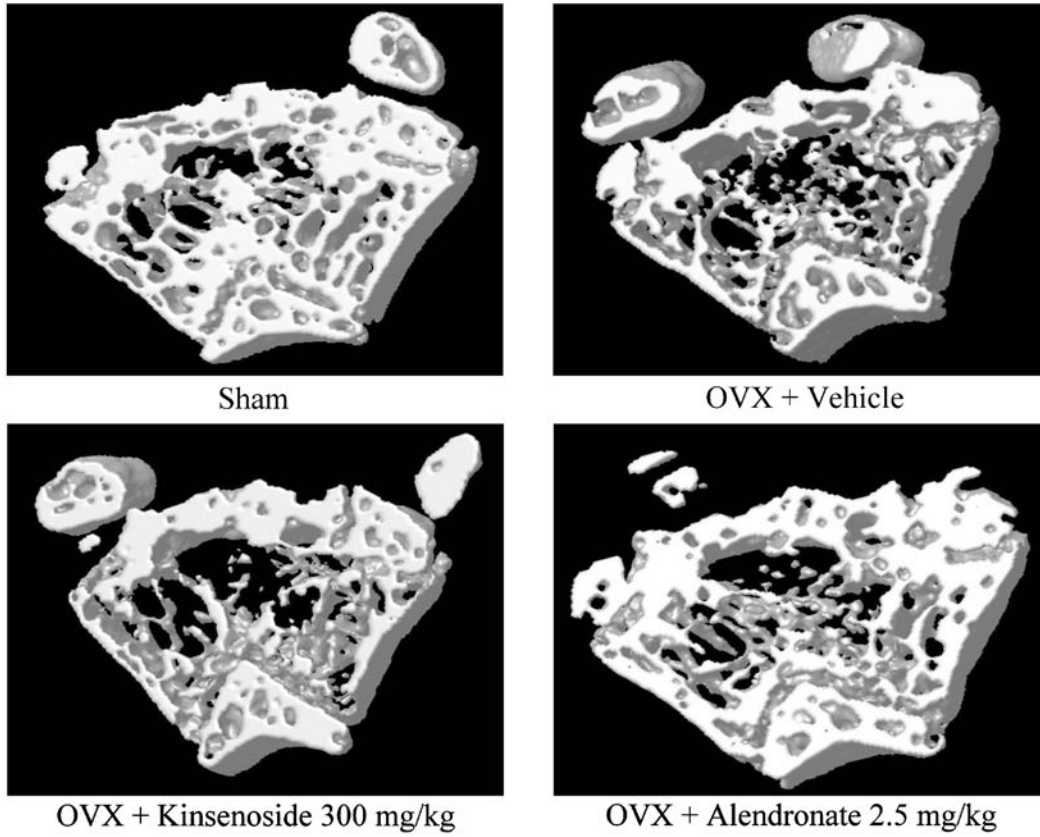 Sham
OVX + Vehicle
OVX + Kinsenoside 300 mg/kg
OVX + Alendronate 2.5 mg/kg